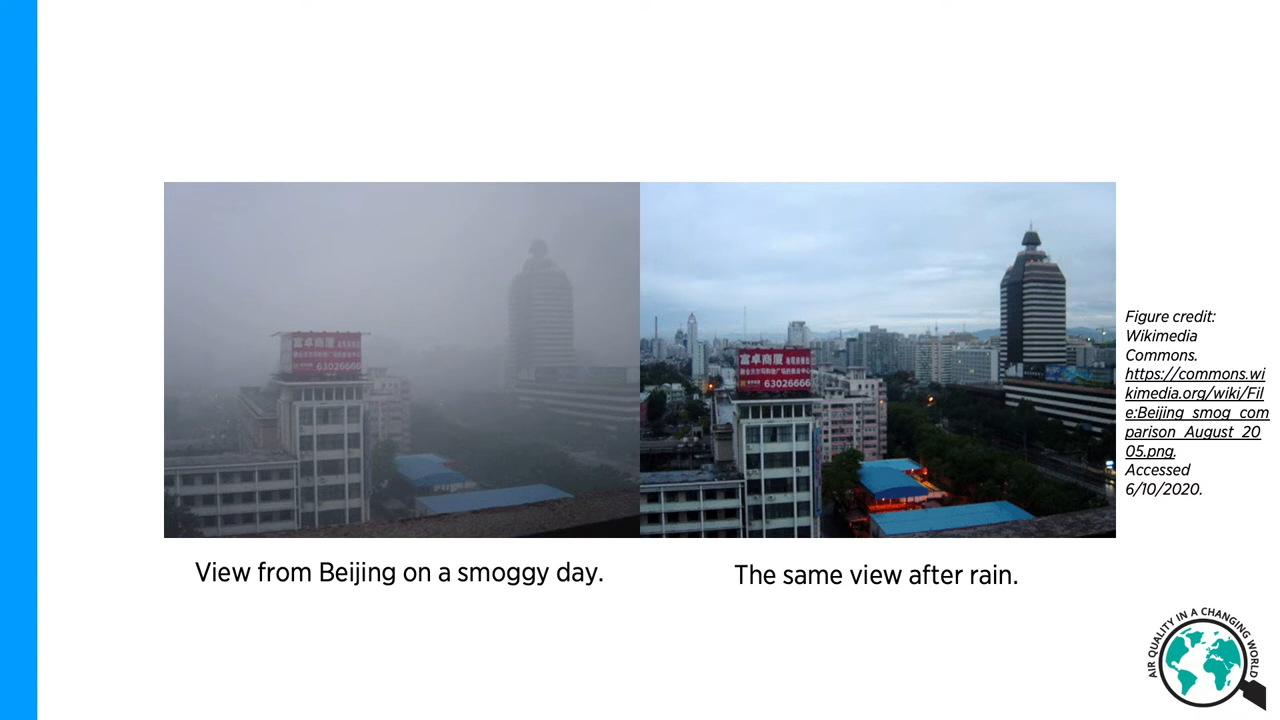 富卓商厦
63026666
富卓商厦
63026666
Figure credit:
Wikimedia
Commons.
https://commons.wi
kimedia.org/wiki/Fil
e:Beijing_smog_com
parison_August_20
05.png.
Accessed
6/10/2020.
View from Beijing on a smoggy day.
The same view after rain.
AIR QUALITY IN A CHANGING WORLD